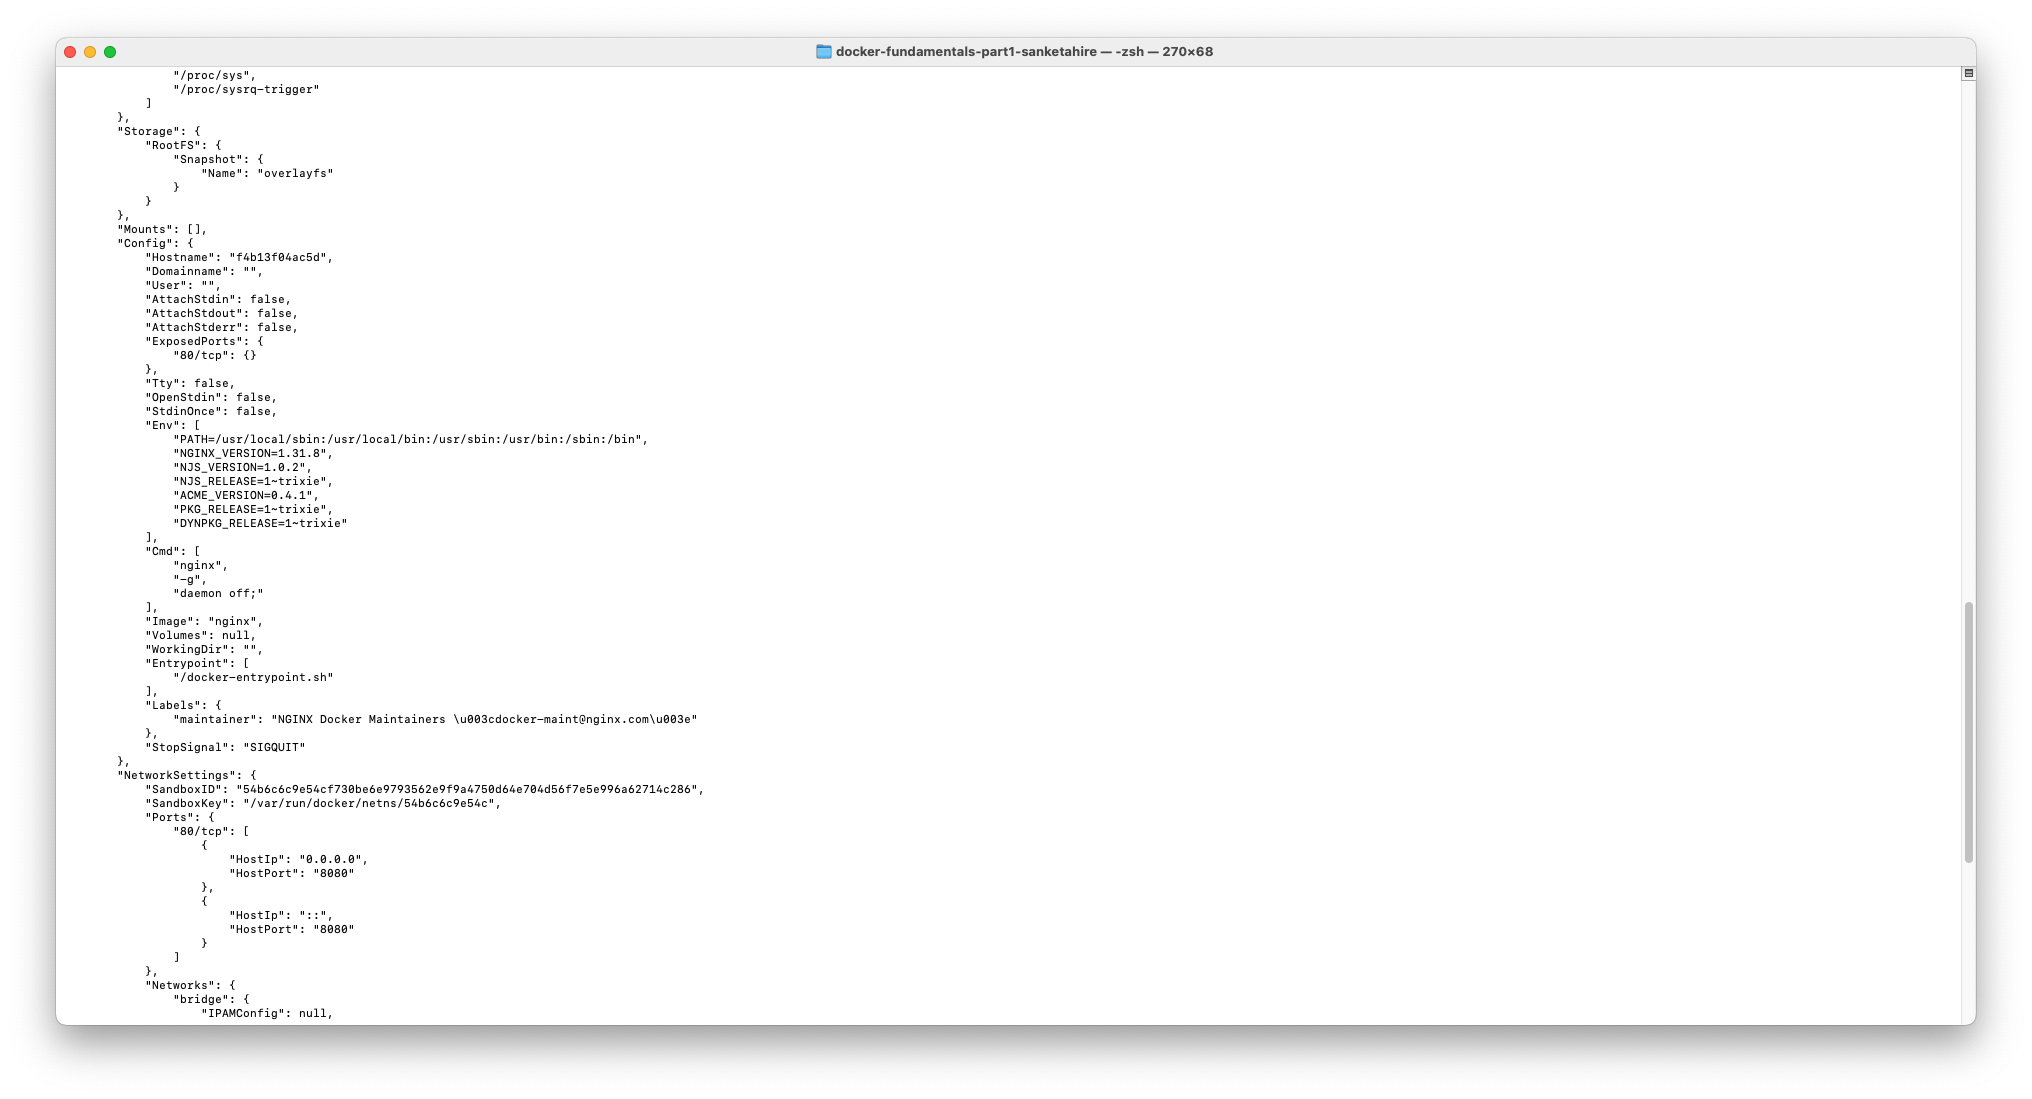 docker-fundamentals-part1-sanketahire — -zsh — 270×68
"/proc/sys",
"/proc/sysrq-trigger"
]
},
"Storage": {
"RootFS": {
"Snapshot": {
"Name": "overlayfs"
}
}
},
"Mounts": [],
"Config": {
"Hostname": "f4b13f04ac5d",
"Domainname": "",
"User": "",
"AttachStdin": false,
"AttachStdout": false,
"AttachStderr": false,
"ExposedPorts": {
"80/tcp": {}
},
"Tty": false,
"OpenStdin": false,
"StdinOnce": false,
"Env": [
"PATH=/usr/local/sbin:/usr/local/bin:/usr/sbin:/usr/bin:/sbin:/bin",
"NGINX_VERSION=1.31.8",
"NJS_VERSION=1.0.2",
"NJS_RELEASE=1~trixie",
"ACME_VERSION=0.4.1",
"PKG_RELEASE=1~trixie",
"DYNPKG_RELEASE=1~trixie"
],
"Cmd": [
"nginx",
"-g",
"daemon off;"
],
"Image": "nginx",
"Volumes": null,
"WorkingDir": "",
"Entrypoint": [
"/docker-entrypoint.sh"
],
"Labels": {
"maintainer": "NGINX Docker Maintainers \u003cdocker-maint@nginx.com\u003e"
},
"StopSignal": "SIGQUIT"
},
"NetworkSettings": {
"SandboxID": "54b6c6c9e54cf730be6e9793562e9f9a4750d64e704d56f7e5e996a62714c286",
"SandboxKey": "/var/run/docker/netns/54b6c6c9e54c",
"Ports": {
"80/tcp": [
{
"HostIp": "0.0.0.0",
"HostPort": "8080"
},
{
"HostIp": "::",
"HostPort": "8080"
}
]
},
"Networks": {
"bridge": {
"IPAMConfig": null,